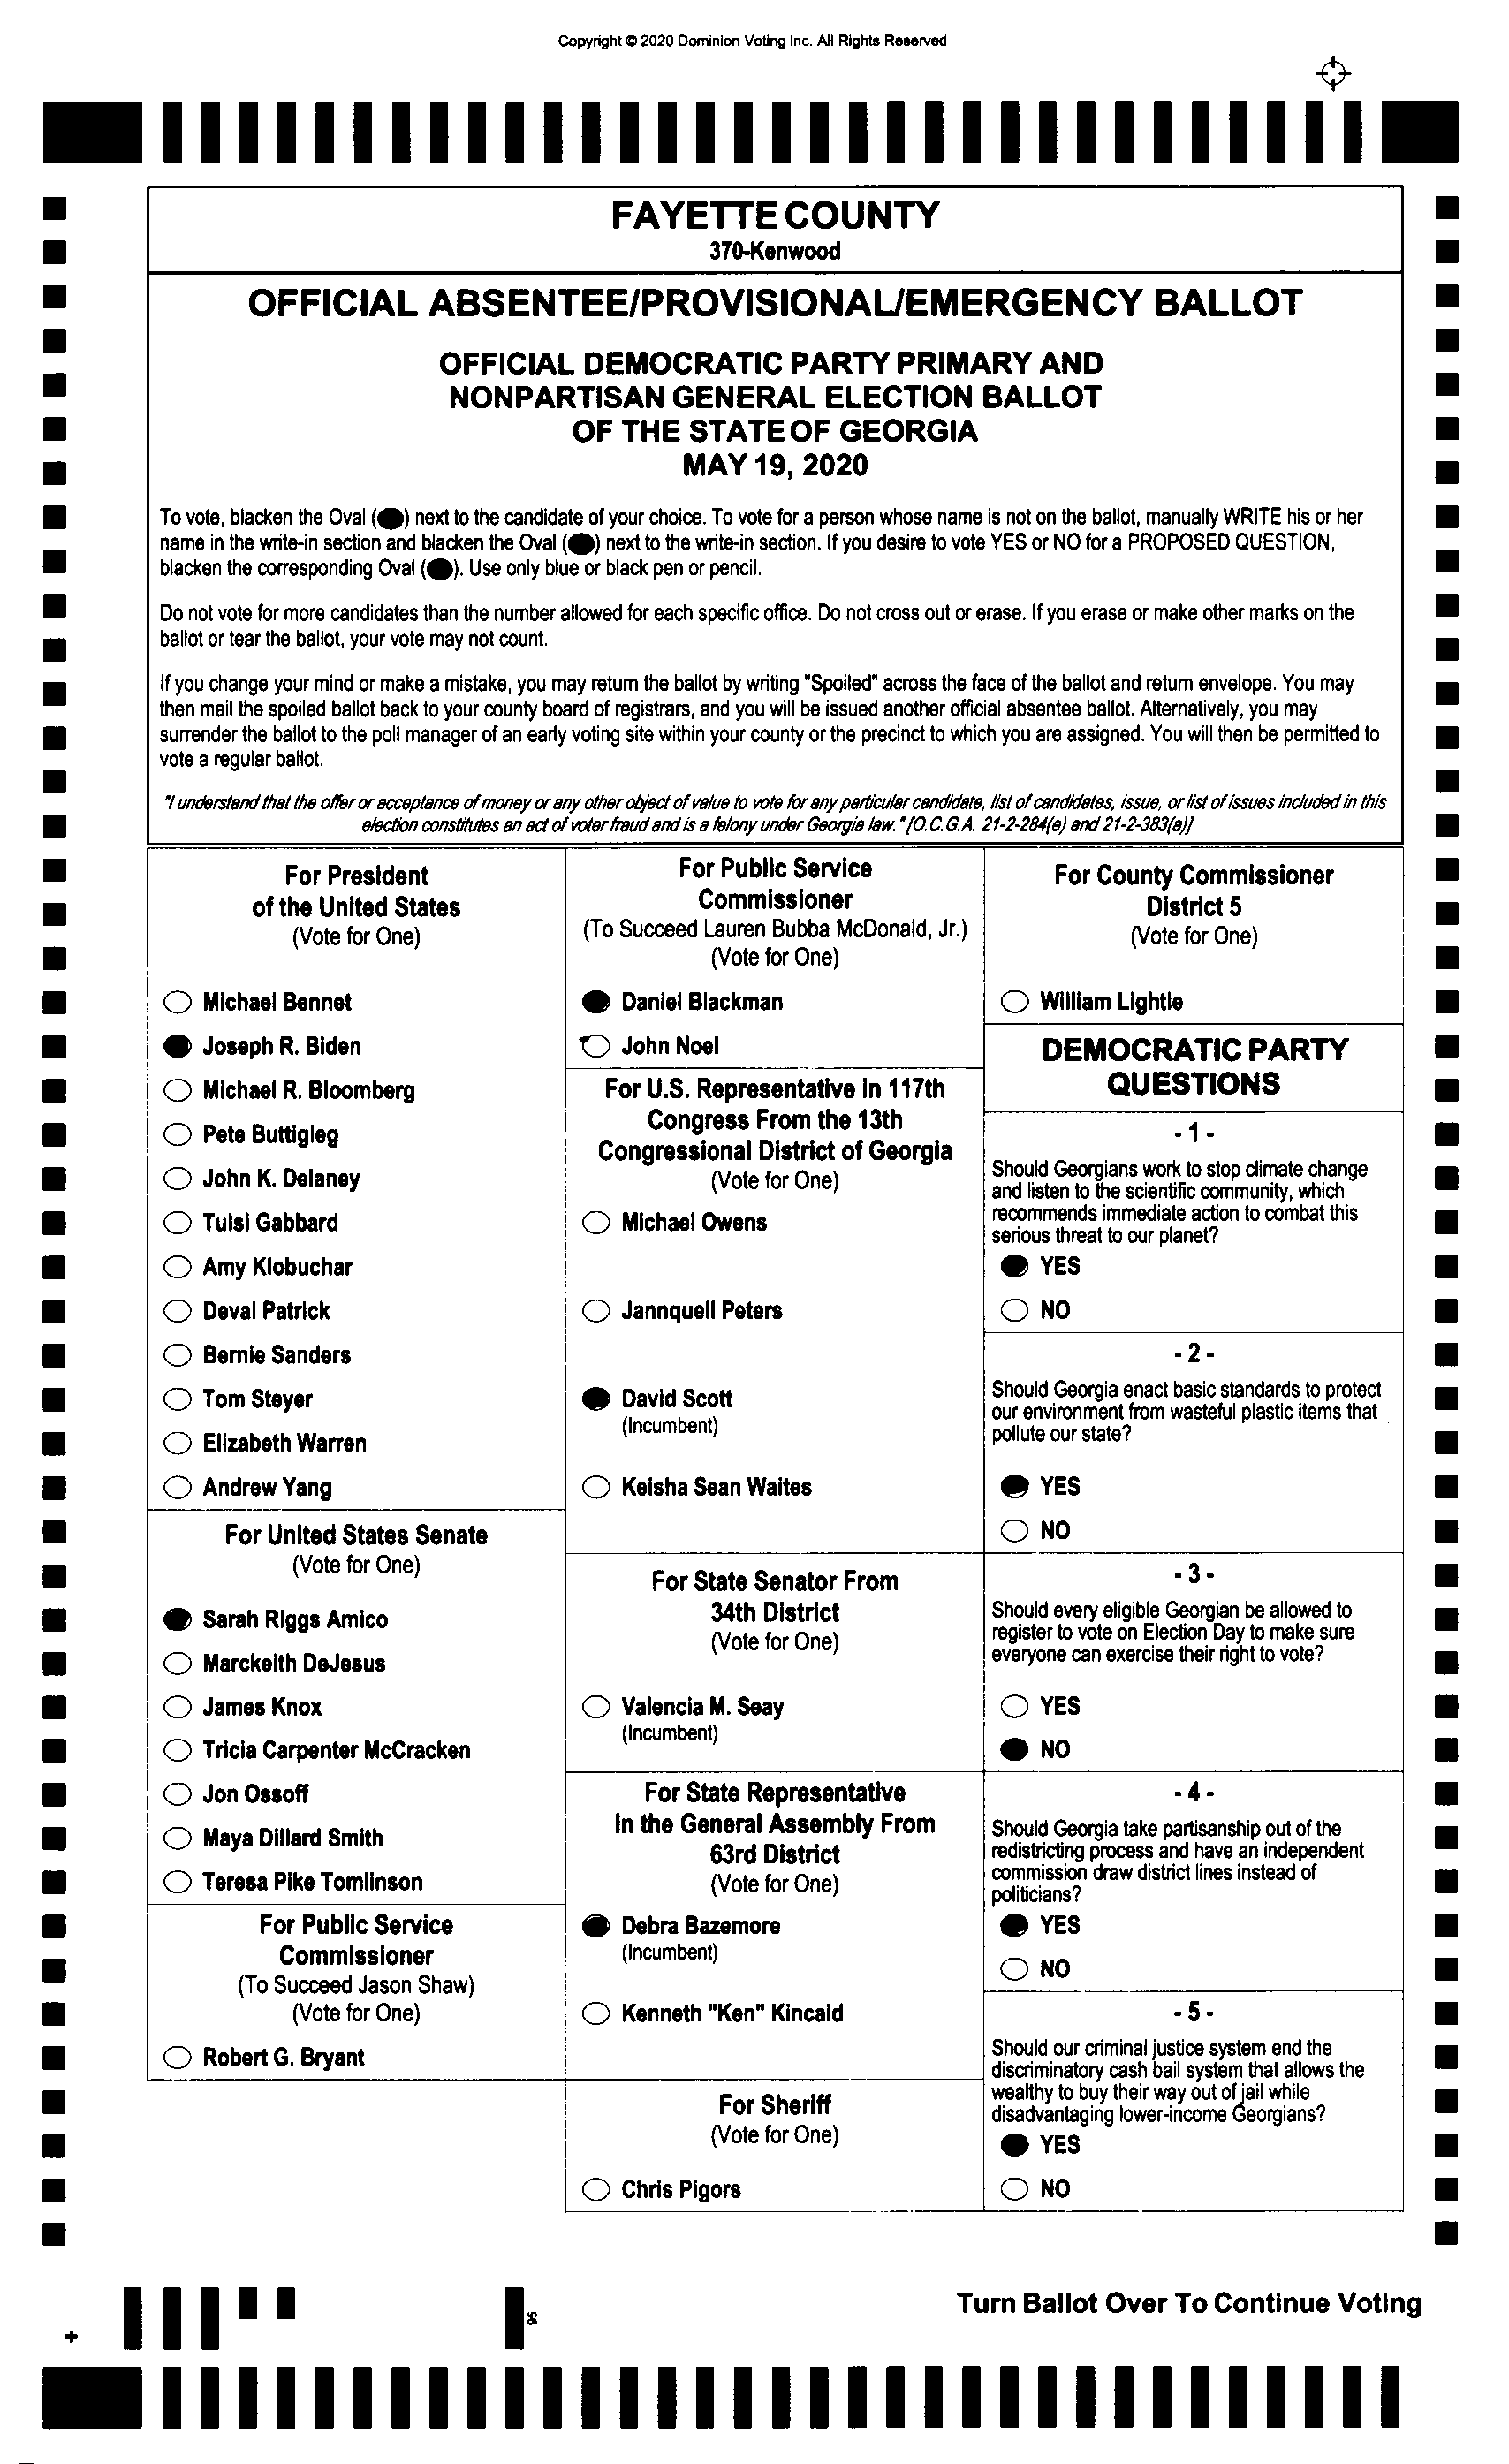 Copyright © 2020 Dominion Voting Inc. All Rights Reserved
FAYETTE COUNTY
370-Kenwood
OFFICIAL ABSENTEE/PROVISIONAL/EMERGENCY BALLOT
OFFICIAL DEMOCRATIC PARTY PRIMARY AND
NONPARTISAN GENERAL ELECTION BALLOT
OF THE STATE OF GEORGIA
MAY 19, 2020
To vote, blacken the Oval (●) next to the candidate of your choice. To vote for a person whose name is not on the ballot, manually WRITE his or her
name in the write-in section and blacken the Oval (●) next to the write-in section. If you desire to vote YES or NO for a PROPOSED QUESTION,
blacken the corresponding Oval (●). Use only blue or black pen or pencil.
Do not vote for more candidates than the number allowed for each specific office. Do not cross out or erase. If you erase or make other marks on the
ballot or tear the ballot, your vote may not count.
If you change your mind or make a mistake, you may return the ballot by writing "Spoiled" across the face of the ballot and return envelope. You may
then mail the spoiled ballot back to your county board of registrars, and you will be issued another official absentee ballot. Alternatively, you may
surrender the ballot to the poll manager of an early voting site within your county or the precinct to which you are assigned. You will then be permitted to
vote a regular ballot.
"I understand that the offer or acceptance of money or any other object of value to vote for any particular candidate, list of candidates, issue, or list of issues included in this
election constitutes an act of voter fraud and is a felony under Georgia law." [O.C.G.A. 21-2-284(e) and 21-2-383(a)]
For President
of the United States
(Vote for One)
Michael Bennet
Joseph R. Biden
Michael R. Bloomberg
Pete Buttigieg
John K. Delaney
Tulsi Gabbard
Amy Klobuchar
Deval Patrick
Bernie Sanders
Tom Steyer
Elizabeth Warren
Andrew Yang
For United States Senate
(Vote for One)
Sarah Riggs Amico
Marckeith DeJesus
James Knox
Tricia Carpenter McCracken
Jon Ossoff
Maya Dillard Smith
Teresa Pike Tomlinson
For Public Service
Commissioner
(To Succeed Jason Shaw)
(Vote for One)
Robert G. Bryant
For Public Service
Commissioner
(To Succeed Lauren Bubba McDonald, Jr.)
(Vote for One)
Daniel Blackman
John Noel
For U.S. Representative in 117th
Congress From the 13th
Congressional District of Georgia
(Vote for One)
Michael Owens
Jannquell Peters
David Scott
(Incumbent)
Keisha Sean Waites
For State Senator From
34th District
(Vote for One)
Valencia M. Seay
(Incumbent)
For State Representative
In the General Assembly From
63rd District
(Vote for One)
Debra Bazemore
(Incumbent)
Kenneth "Ken" Kincaid
For Sheriff
(Vote for One)
Chris Pigors
For County Commissioner
District 5
(Vote for One)
William Lightle
DEMOCRATIC PARTY
QUESTIONS
- 1 -
Should Georgians work to stop climate change
and listen to the scientific community, which
recommends immediate action to combat this
serious threat to our planet?
YES
NO
- 2 -
Should Georgia enact basic standards to protect
our environment from wasteful plastic items that
pollute our state?
YES
NO
- 3 -
Should every eligible Georgian be allowed to
register to vote on Election Day to make sure
everyone can exercise their right to vote?
YES
NO
- 4 -
Should Georgia take partisanship out of the
redistricting process and have an independent
commission draw district lines instead of
politicians?
YES
NO
- 5 -
Should our criminal justice system end the
discriminatory cash bail system that allows the
wealthy to buy their way out of jail while
disadvantaging lower-income Georgians?
YES
NO
Turn Ballot Over To Continue Voting